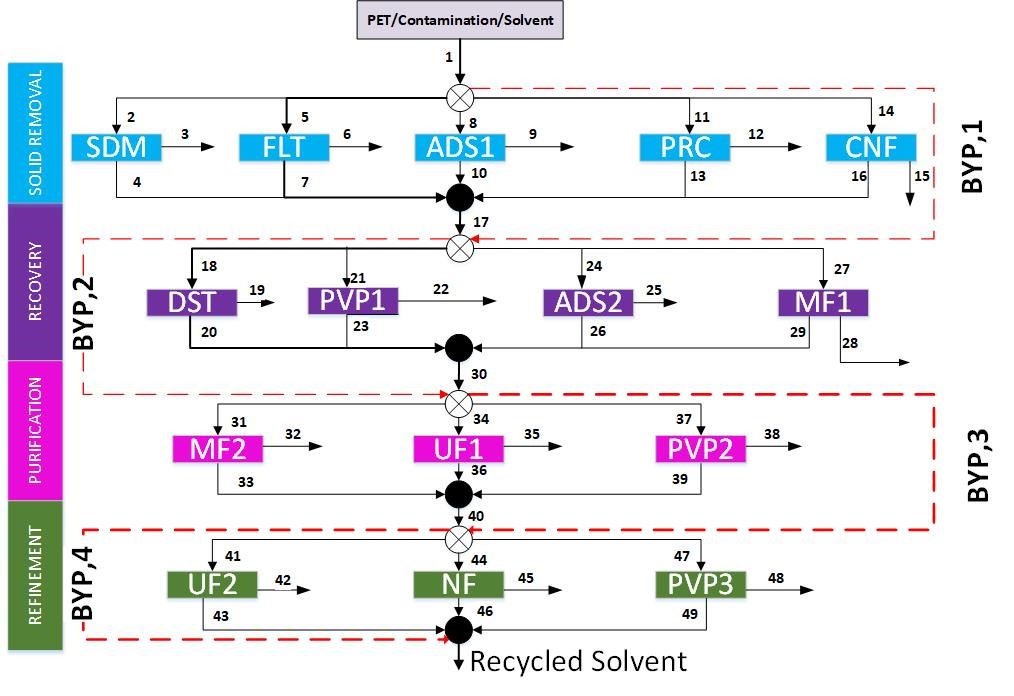 PET/Contamination/Solvent
1
SOLID REMOVAL
2
5
8
11
14
SDM
3
FLT
6
ADS1
9
PRC
12
CNF
BYP,1
4
7
10
13
16
15
17
RECOVERY
BYP,2
18
21
24
27
DST
19
PVP1
22
ADS2
25
MF1
20
23
26
29
28
30
PURIFICATION
31
34
37
MF2
32
UF1
35
PVP2
38
BYP,3
33
36
39
40
REFINEMENT
BYP,4
41
44
47
UF2
42
NF
45
PVP3
48
43
46
49
Recycled Solvent